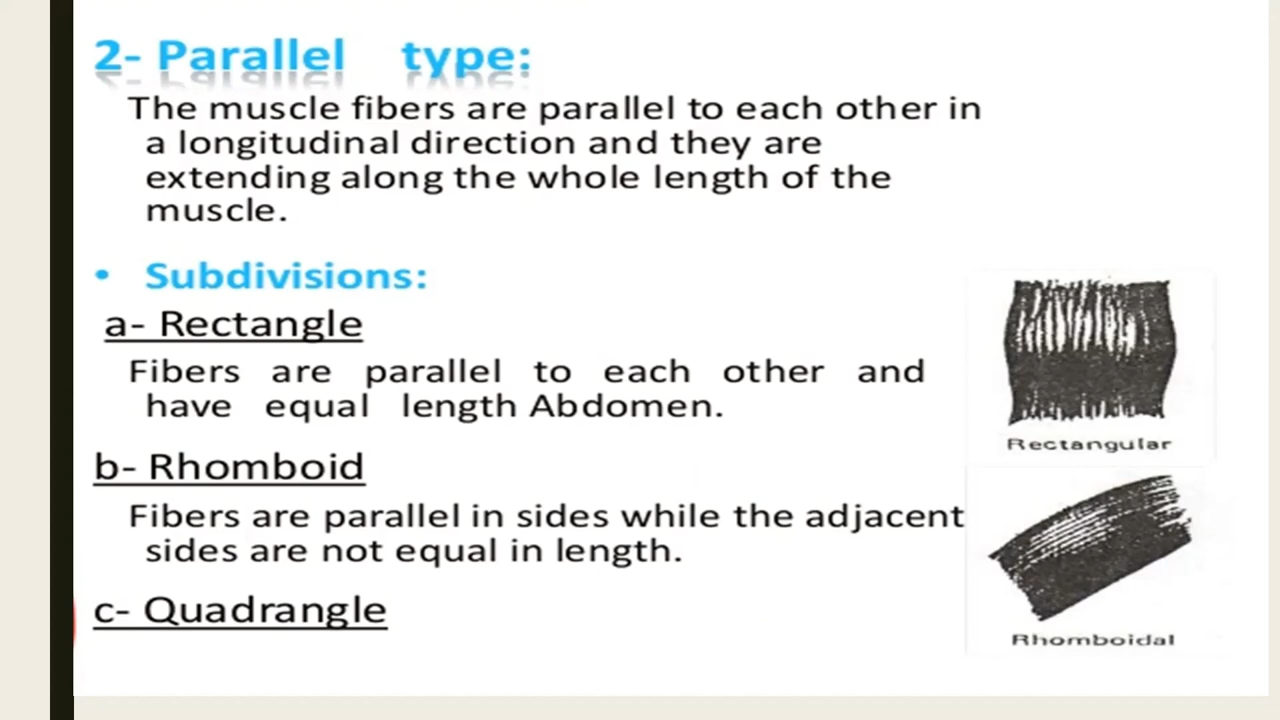 2- Parallel type:
The muscle fibers are parallel to each other in
a longitudinal direction and they are
extending along the whole length of the
muscle.
• Subdivisions:
a- Rectangle
Fibers are parallel to each other and
have equal length Abdomen.
Rectangular
b- Rhomboid
Fibers are parallel in sides while the adjacent
sides are not equal in length.
c- Quadrangle
Rhomboidal